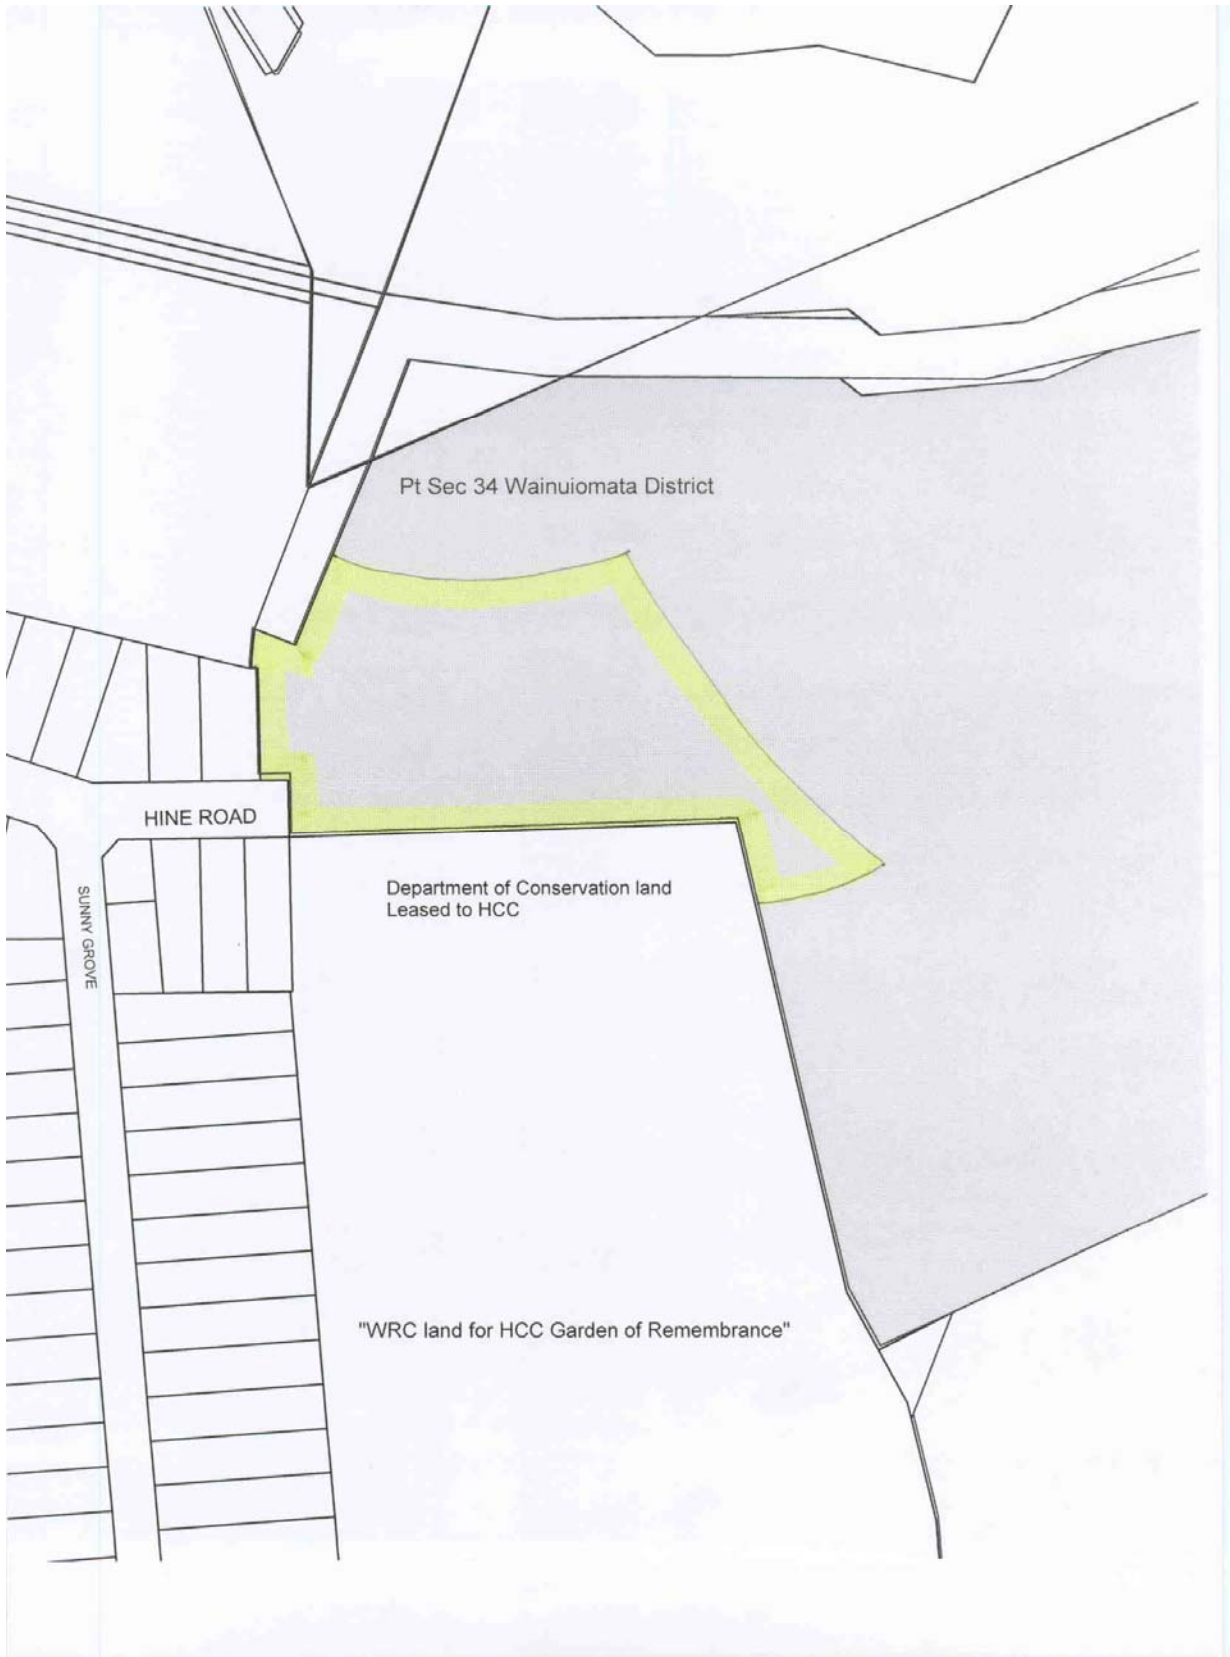 Pt Sec 34 Wainuiomata District
HINE ROAD
SUNNY GROVE
Department of Conservation land
Leased to HCC
"WRC land for HCC Garden of Remembrance"